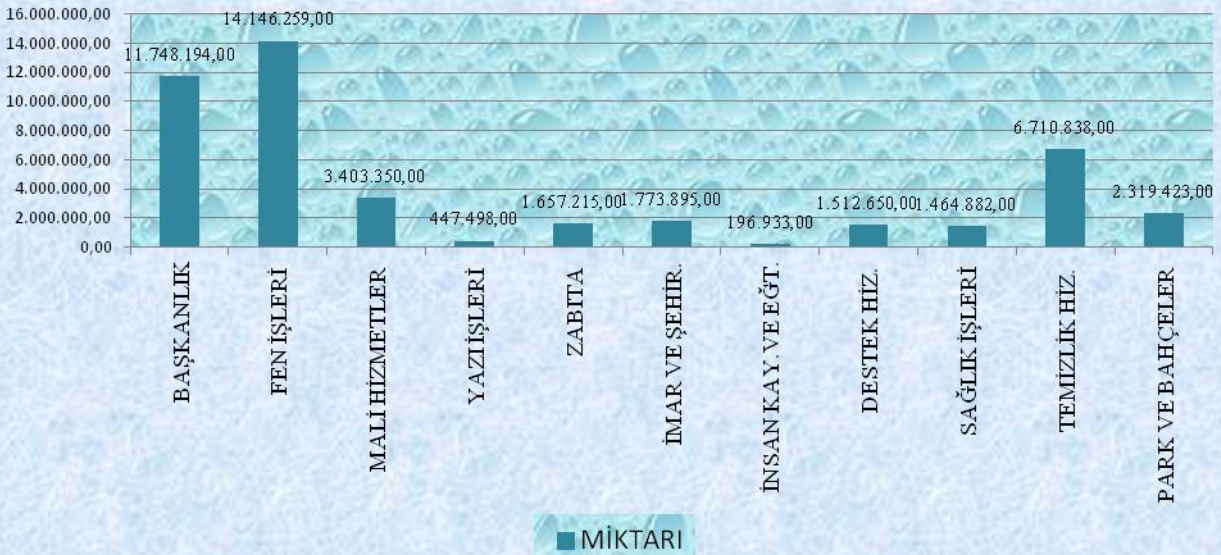 16.000.000,00
14.000.000,00
12.000.000,00
10.000.000,00
8.000.000,00
6.000.000,00
4.000.000,00
2.000.000,00
0,00
11.748.194,00
14.146.259,00
3.403.350,00
447.498,00
1.657.215,00
1.773.895,00
196.933,00
1.512.650,00
1.464.882,00
6.710.838,00
2.319.423,00
BAŞKANLIK
FEN İŞLERİ
MALİ HİZMETLER
YAZI İŞLERİ
ZABITA
İMAR VE ŞEHİR.
İNSAN KAY. VE EĞT.
DESTEK HİZ.
SAĞLIK İŞLERİ
TEMİZLİK HİZ.
PARK VE BAHÇELER
MİKTARI